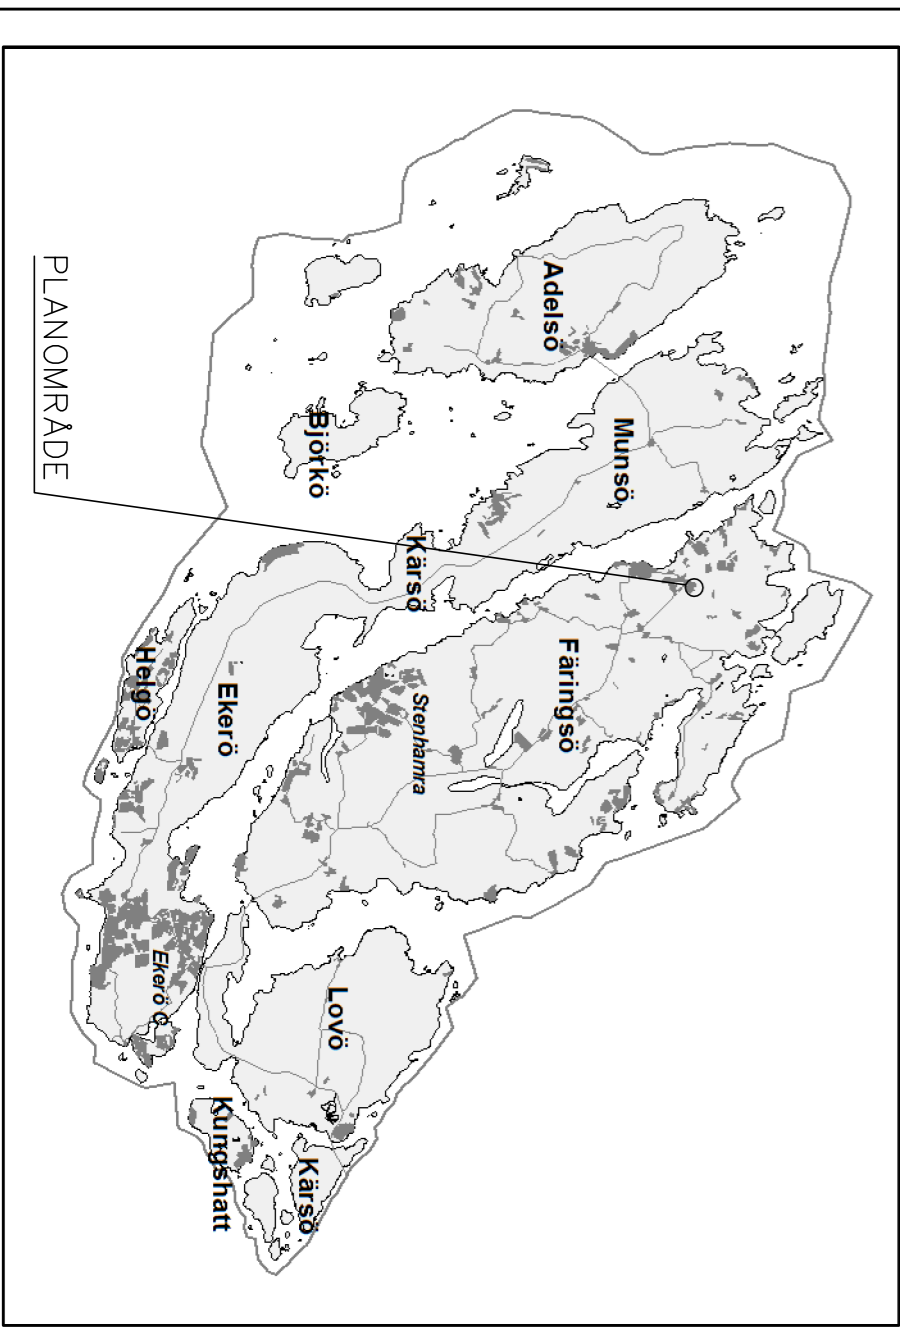 Munsö
Färingsö
Adelsö
Stenhamra
Kärsö
Lovö
Björkö
Kärsö
Ekerö
Kungshatt
Ekerö C
Helgö
PLANOMRÅDE